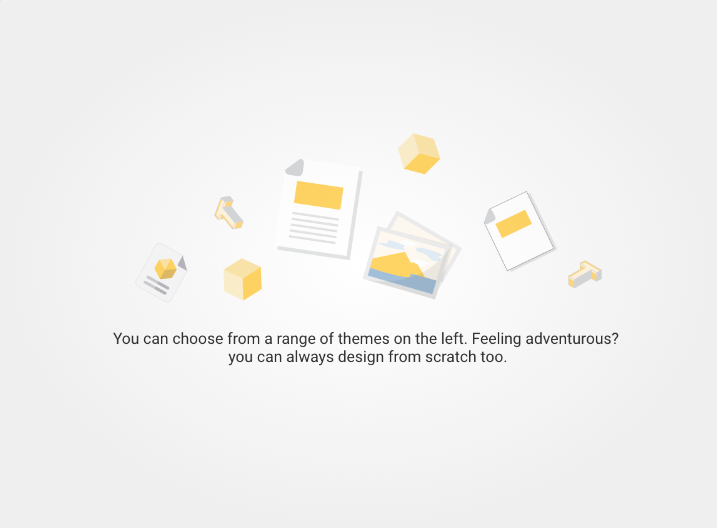 You can choose from a range of themes on the left. Feeling adventurous?
you can always design from scratch too.